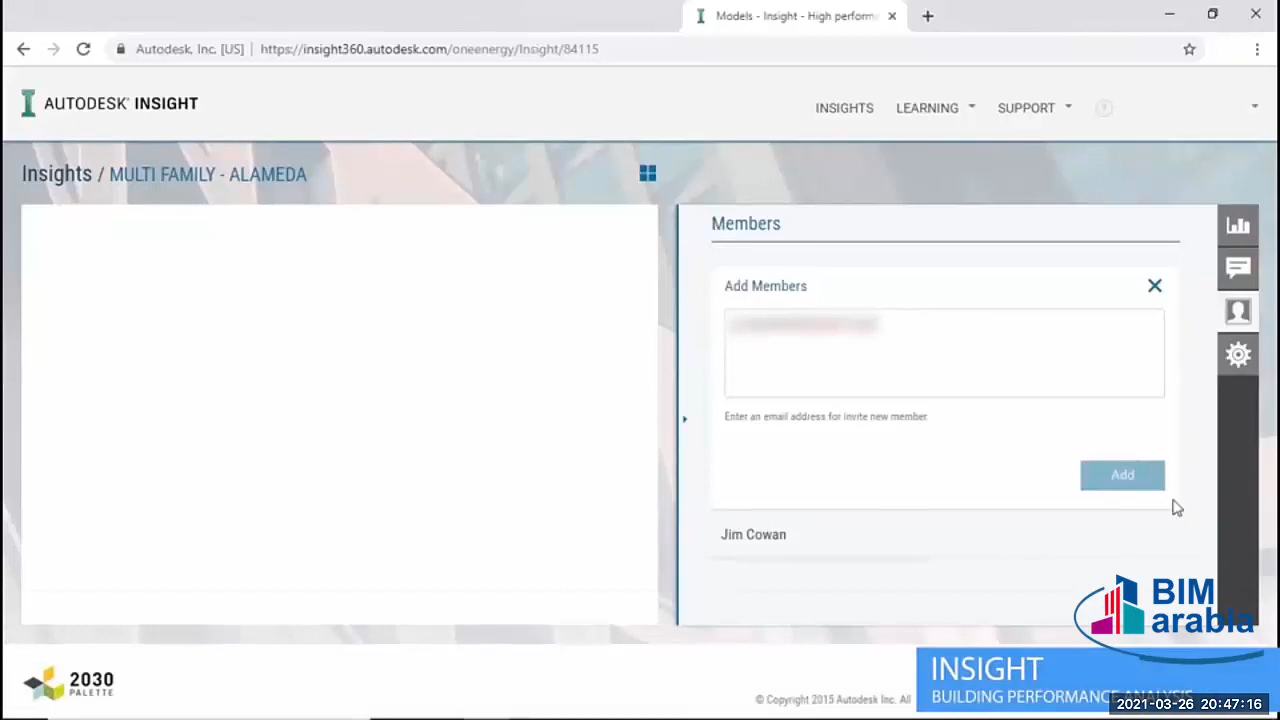 Models - Insight - High perform
Autodesk, Inc. [US] | https://insight360.autodesk.com/oneenergy/Insight/84115
AUTODESK® INSIGHT
INSIGHTS LEARNING SUPPORT
Insights / MULTI FAMILY - ALAMEDA
Members
Add Members
Enter an email address for invite new member.
Add
Jim Cowan
BIM
arabia
2030
PALETTE
INSIGHT
© Copyright 2015 Autodesk Inc. All
BUILDING PERFORMANCE ANALYSIS
2021-03-26 20:47:16